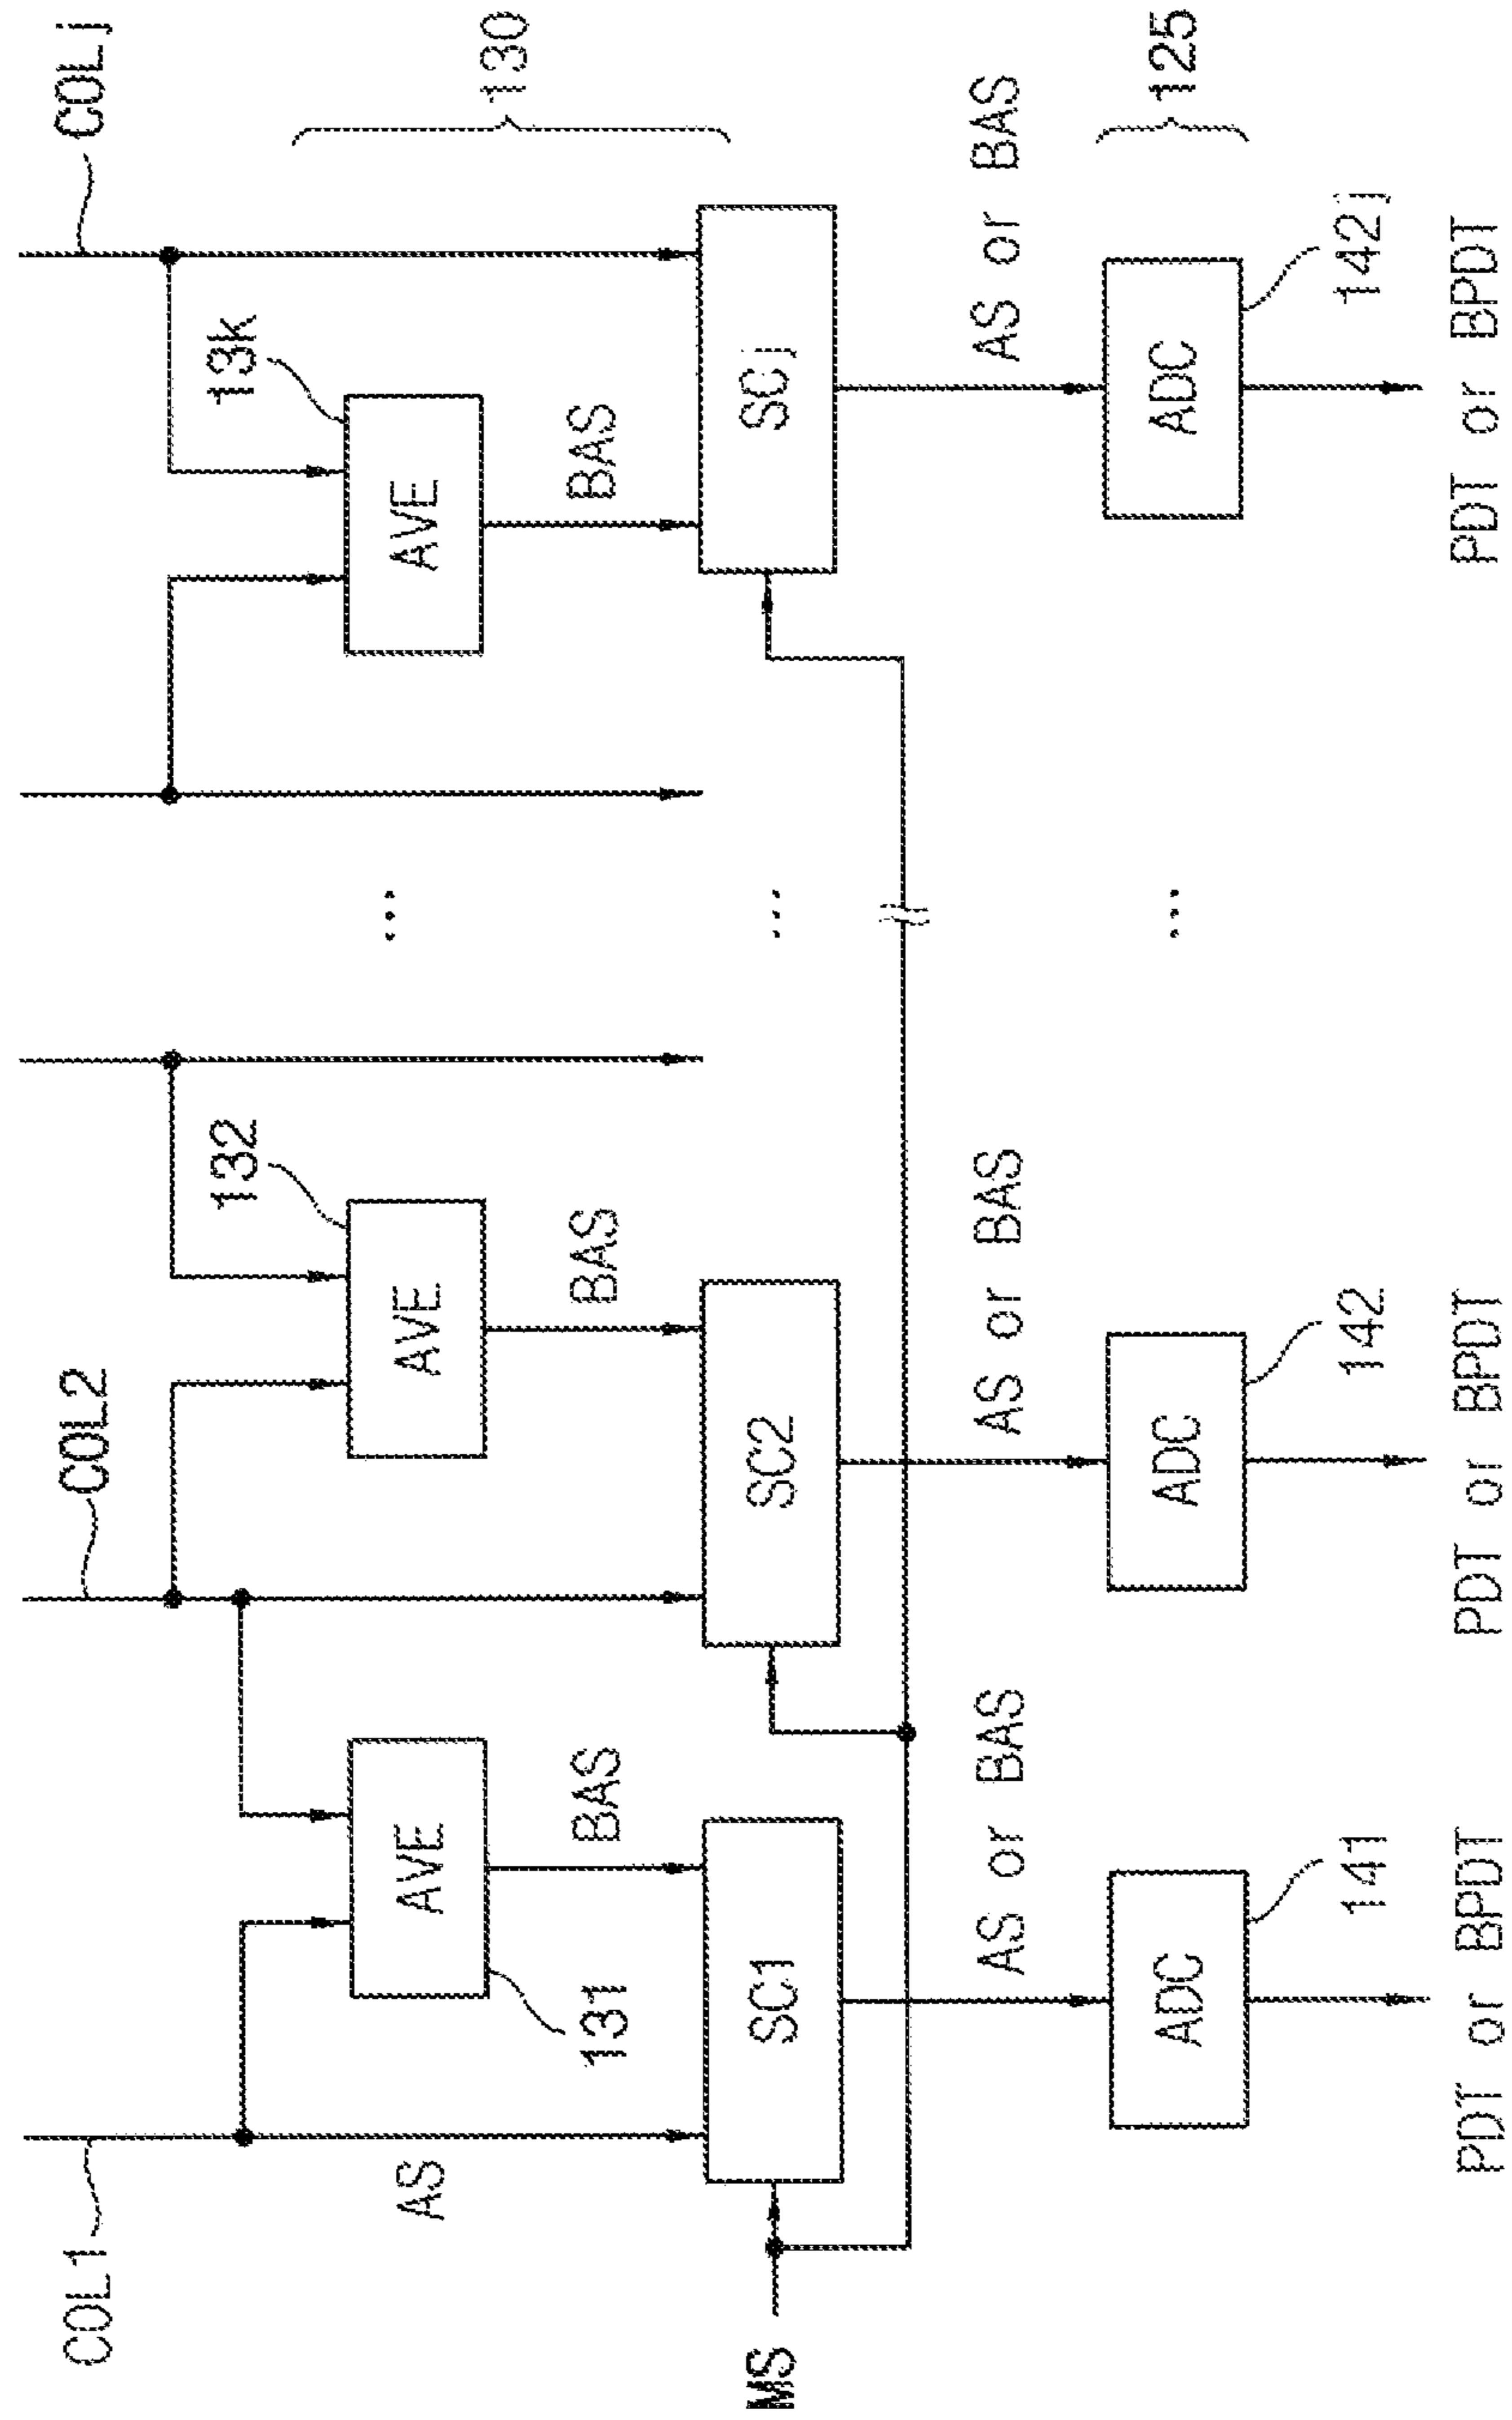 COL1
COL2
COLj
132
13k
130
AVE
AVE
AVE
131
AS
BAS
BAS
BAS
MS
SC1
SC2
SCj
AS or BAS
AS or BAS
AS or BAS
125
ADC
ADC
ADC
141
142
142j
PDT or BPDT
PDT or BPDT
PDT or BPDT